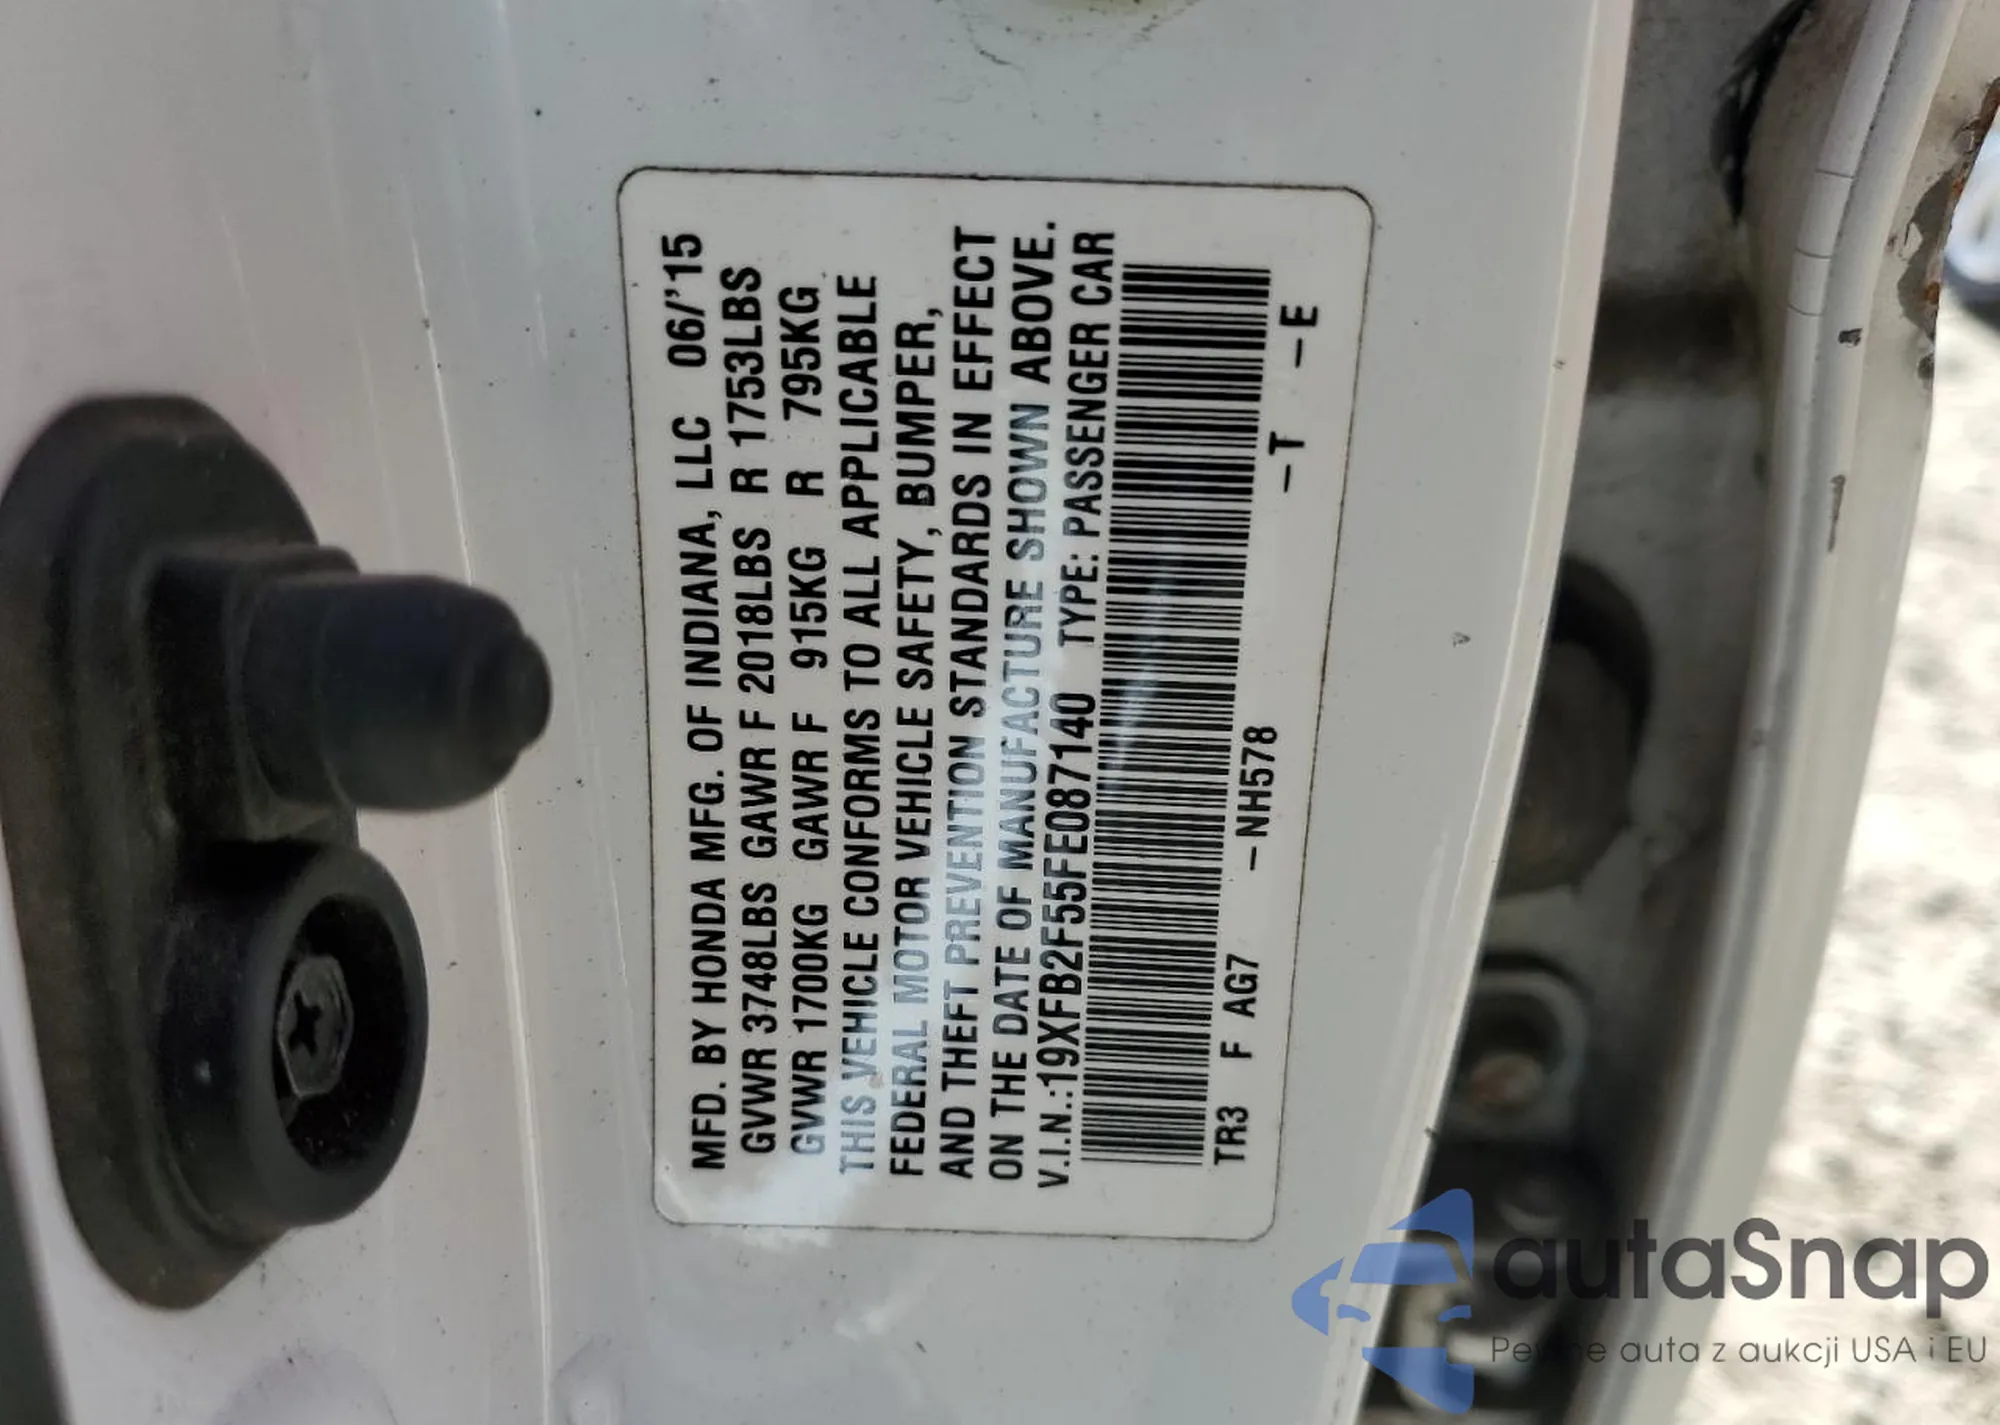 MFD. BY HONDA MFG. OF INDIANA, LLC 06/'15
GVWR 3748LBS GAWR F 2018LBS R 1753LBS
GVWR 1700KG GAWR F 915KG R 795KG
THIS VEHICLE CONFORMS TO ALL APPLICABLE
FEDERAL MOTOR VEHICLE SAFETY, BUMPER,
AND THEFT PREVENTION STANDARDS IN EFFECT
ON THE DATE OF MANUFACTURE SHOWN ABOVE.
V.I.N.:19XFB2F55FE087140 TYPE: PASSENGER CAR
TR3 F AG7 –NH578 –T –E
autaSnap
Pewne auta z aukcji USA i EU